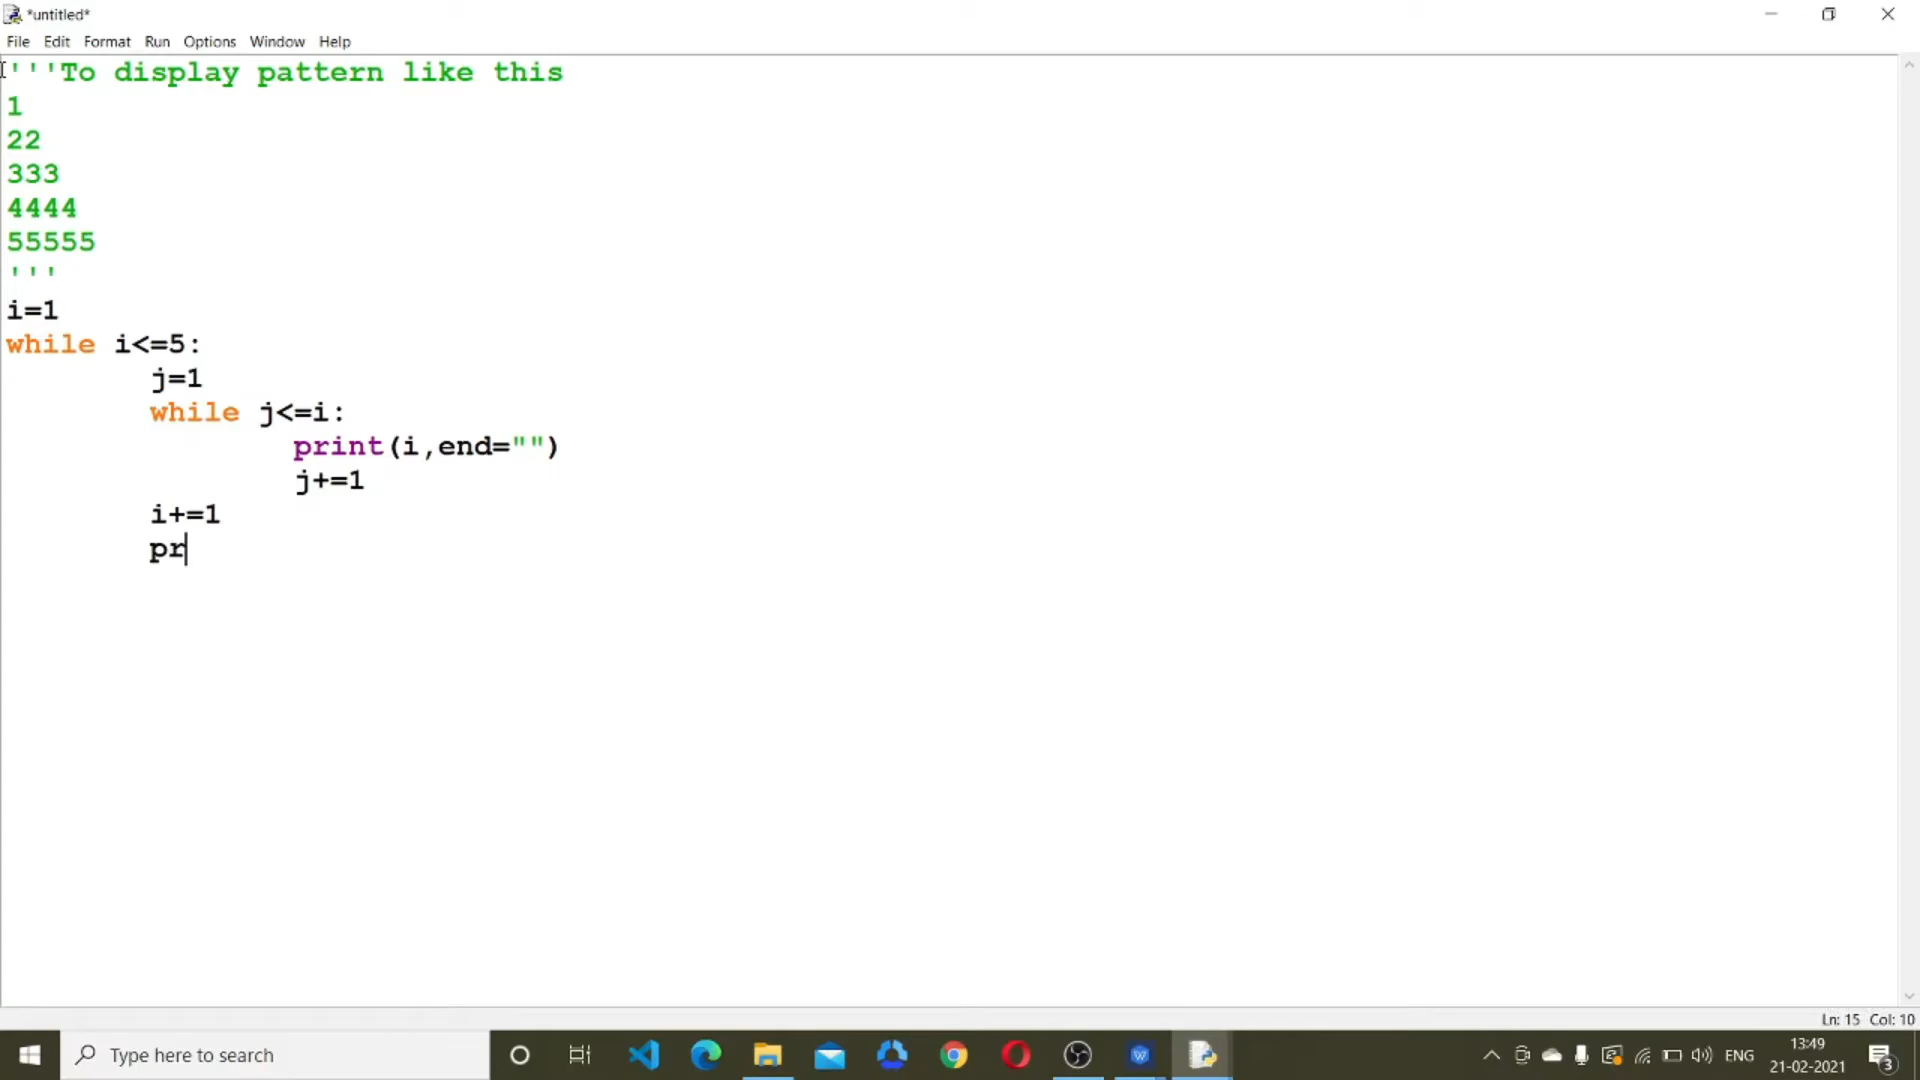 *untitled*
File Edit Format Run Options Window Help
'''To display pattern like this
1
22
333
4444
55555
'''
i=1
while i<=5:
        j=1
        while j<=i:
                print(i,end="")
                j+=1
        i+=1
        pr
Ln: 15 Col: 10
Type here to search
ENG
13:49
21-02-2021
3